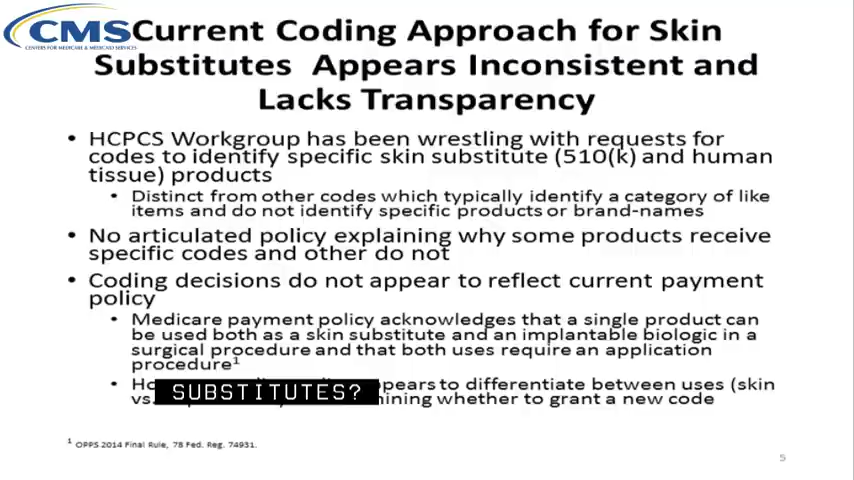 CMS
CENTERS FOR MEDICARE & MEDICAID SERVICES
Current Coding Approach for Skin
Substitutes Appears Inconsistent and
Lacks Transparency
• HCPCS Workgroup has been wrestling with requests for
codes to identify specific skin substitute (510(k) and human
tissue) products
• Distinct from other codes which typically identify a category of like
items and do not identify specific products or brand-names
• No articulated policy explaining why some products receive
specific codes and other do not
• Coding decisions do not appear to reflect current payment
policy
• Medicare payment policy acknowledges that a single product can
be used both as a skin substitute and an implantable biologic in a
surgical procedure and that both uses require an application
procedure¹
• differentiate between uses (skin
vs. whether to grant a new code
SUBSTITUTES?
¹ OPPS 2014 Final Rule, 78 Fed. Reg. 74931.
5